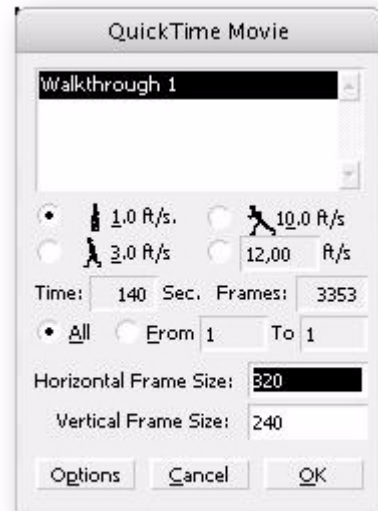 QuickTime Movie
Walkthrough 1
1.0 ft/s. 10.0 ft/s
3.0 ft/s 12,00 ft/s
Time: 140 Sec. Frames: 3353
All From 1 To 1
Horizontal Frame Size: 320
Vertical Frame Size: 240
Options Cancel OK